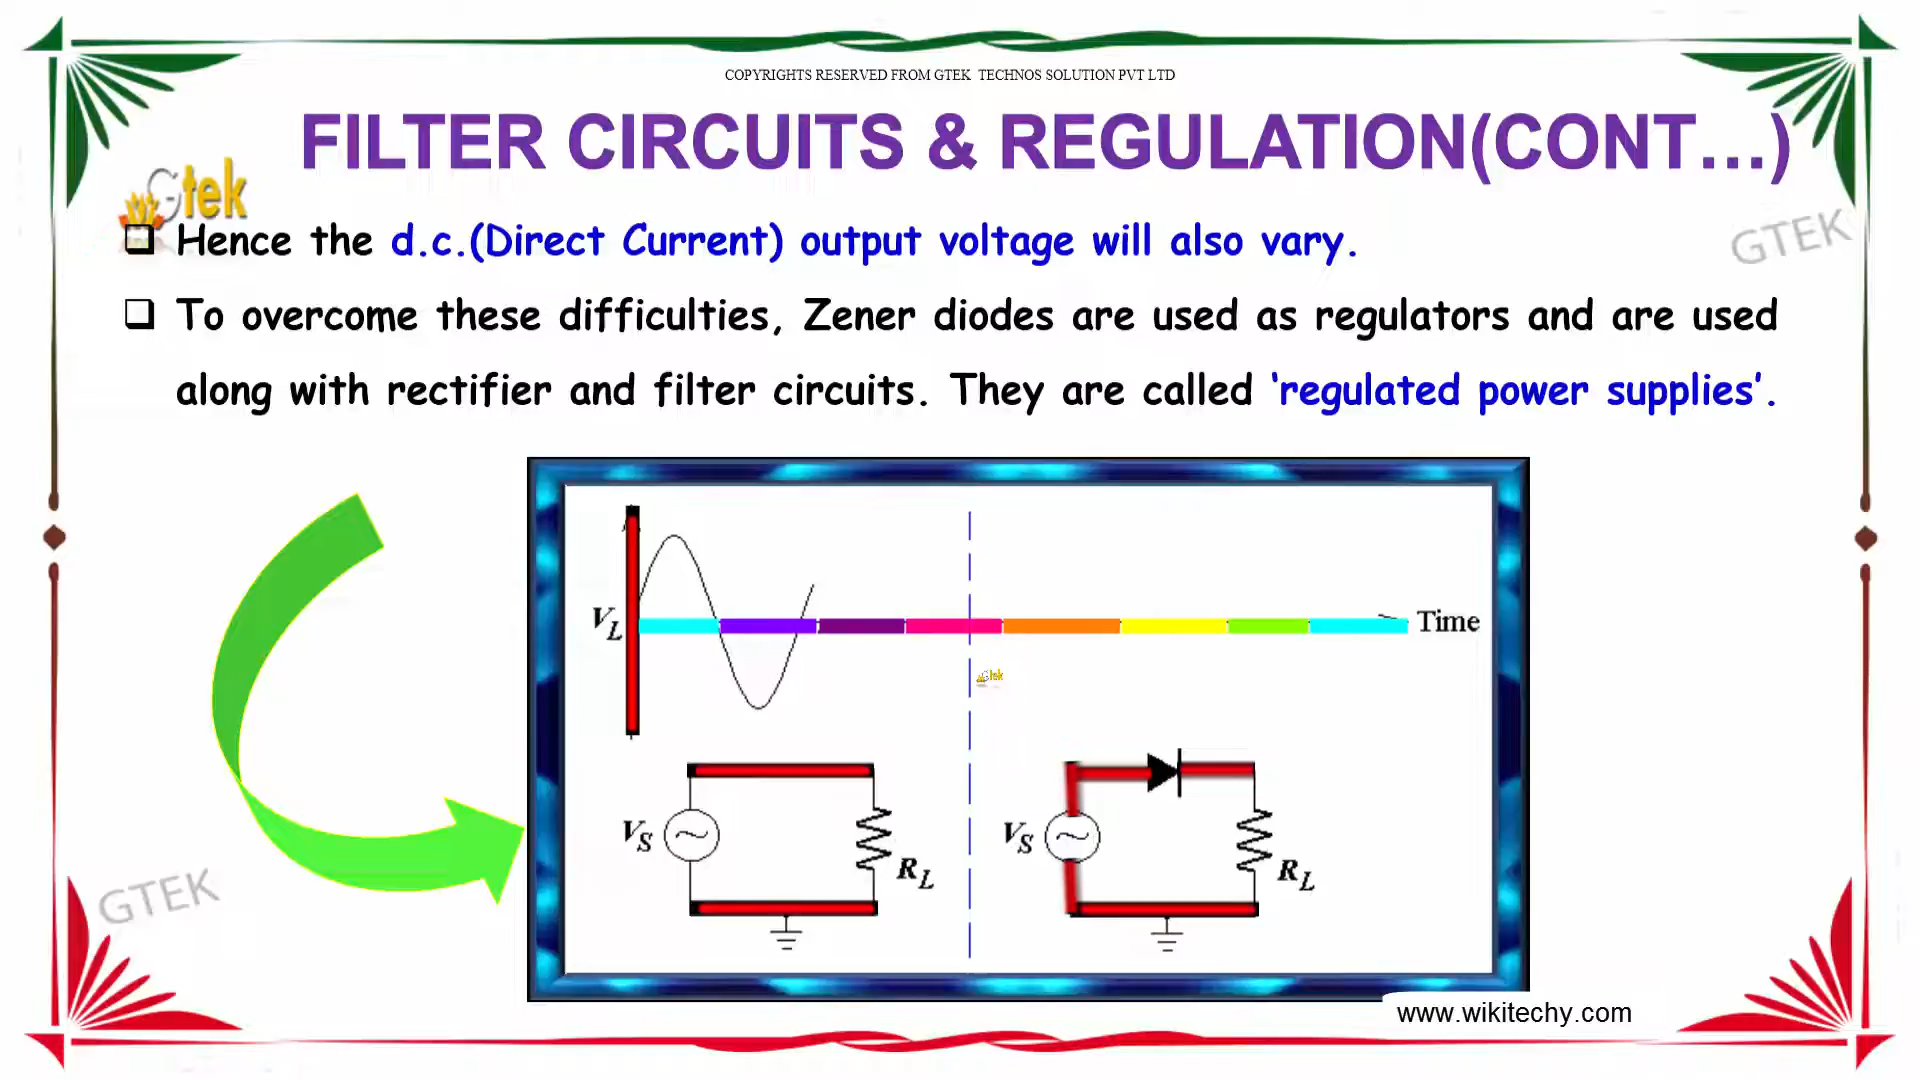 COPYRIGHTS RESERVED FROM GTEK TECHNOS SOLUTION PVT LTD
FILTER CIRCUITS & REGULATION(CONT...)
Gtek
❑ Hence the d.c.(Direct Current) output voltage will also vary.
GTEK
❑ To overcome these difficulties, Zener diodes are used as regulators and are used
along with rectifier and filter circuits. They are called ‘regulated power supplies’.
VL
Time
Gtek
VS
RL
VS
RL
GTEK
www.wikitechy.com